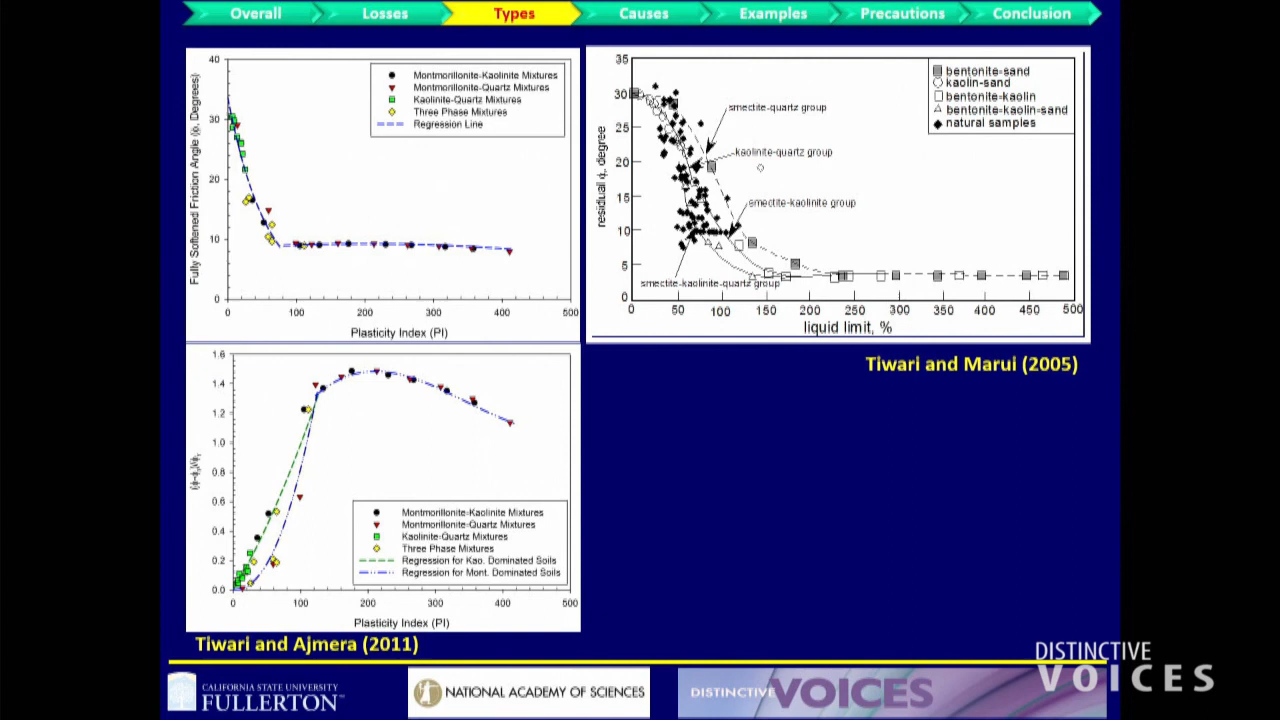 Overall Losses Types Causes Examples Precautions Conclusion
40
30
20
10
0
Fully Softened Friction Angle (ϕ, Degrees)
Montmorillonite-Kaolinite Mixtures
Montmorillonite-Quartz Mixtures
Kaolinite-Quartz Mixtures
Three Phase Mixtures
Regression Line
0 100 200 300 400 500
Plasticity Index (PI)
35
30
25
20
15
10
5
0
residual ϕ, degree
bentonite-sand
kaolin-sand
bentonite-kaolin
bentonite-kaolin-sand
natural samples
smectite-quartz group
kaolinite-quartz group
smectite-kaolinite group
smectite-kaolinite-quartz group
0 50 100 150 200 250 300 350 400 450 500
liquid limit, %
Tiwari and Marui (2005)
1.6
1.4
1.2
1.0
0.8
0.6
0.4
0.2
0.0
Montmorillonite-Kaolinite Mixtures
Montmorillonite-Quartz Mixtures
Kaolinite-Quartz Mixtures
Three Phase Mixtures
Regression for Kao. Dominated Soils
Regression for Mont. Dominated Soils
0 100 200 300 400 500
Plasticity Index (PI)
Tiwari and Ajmera (2011)
CALIFORNIA STATE UNIVERSITY
FULLERTON™
NATIONAL ACADEMY OF SCIENCES
DISTINCTIVE VOICES
DISTINCTIVE
VOICES